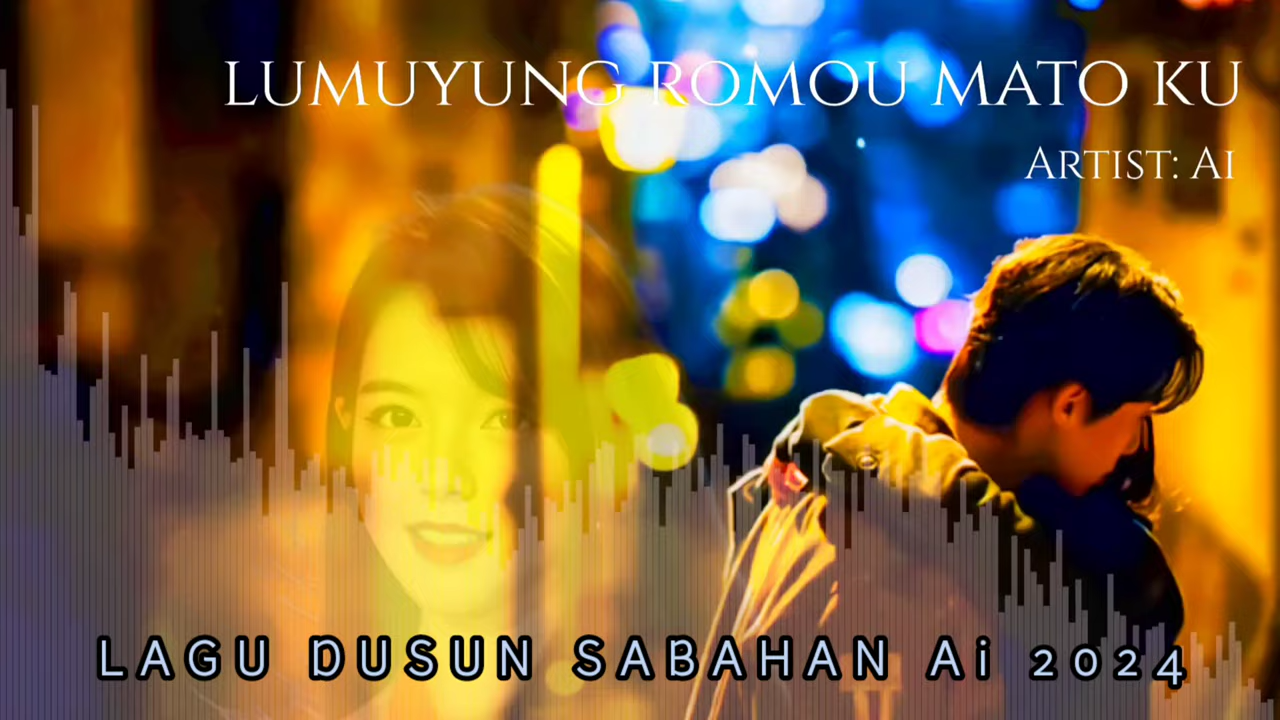 LUMUYUNG ROMOU MATO KU
ARTIST: AI
LAGU DUSUN SABAHAN Ai 2024